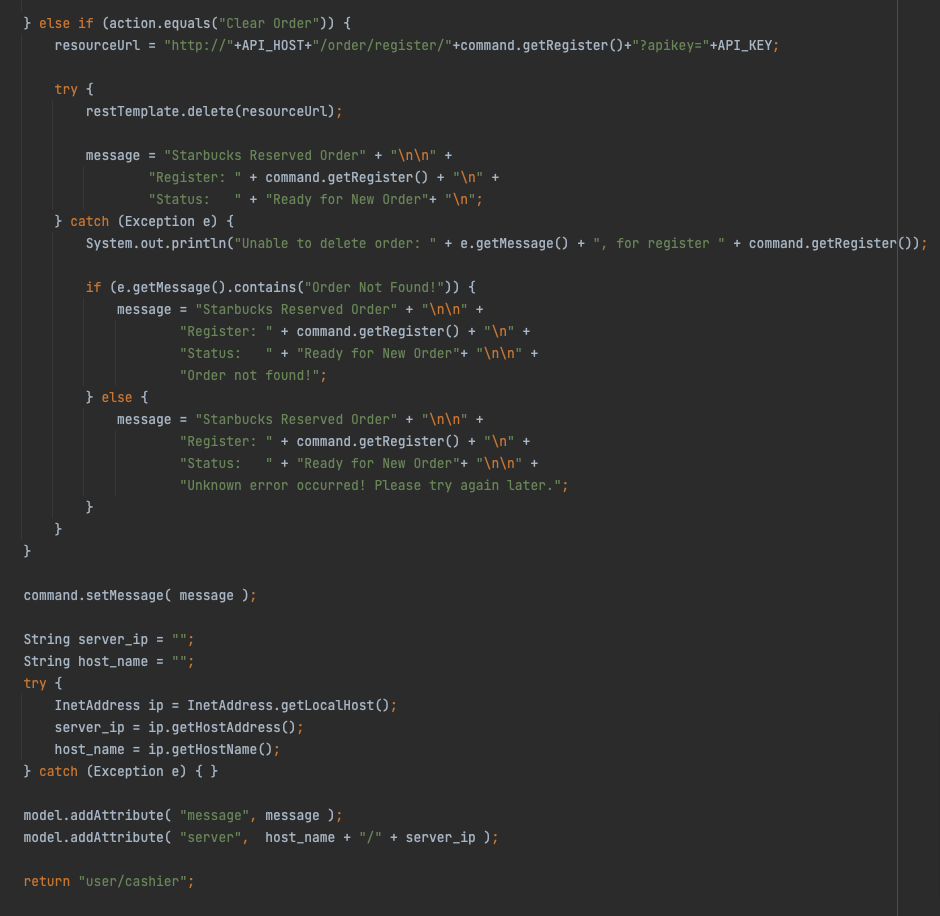 } else if (action.equals("Clear Order")) {
    resourceUrl = "http://"+API_HOST+"/order/register/"+command.getRegister()+"?apikey="+API_KEY;

    try {
        restTemplate.delete(resourceUrl);

        message = "Starbucks Reserved Order" + "\n\n" +
                "Register: " + command.getRegister() + "\n" +
                "Status:   " + "Ready for New Order"+ "\n";
    } catch (Exception e) {
        System.out.println("Unable to delete order: " + e.getMessage() + ", for register " + command.getRegister());

        if (e.getMessage().contains("Order Not Found!")) {
            message = "Starbucks Reserved Order" + "\n\n" +
                    "Register: " + command.getRegister() + "\n" +
                    "Status:   " + "Ready for New Order"+ "\n\n" +
                    "Order not found!";
        } else {
            message = "Starbucks Reserved Order" + "\n\n" +
                    "Register: " + command.getRegister() + "\n" +
                    "Status:   " + "Ready for New Order"+ "\n\n" +
                    "Unknown error occurred! Please try again later.";
        }
    }
}

command.setMessage( message );

String server_ip = "";
String host_name = "";
try {
    InetAddress ip = InetAddress.getLocalHost();
    server_ip = ip.getHostAddress();
    host_name = ip.getHostName();
} catch (Exception e) { }

model.addAttribute( "message", message );
model.addAttribute( "server",  host_name + "/" + server_ip );

return "user/cashier";